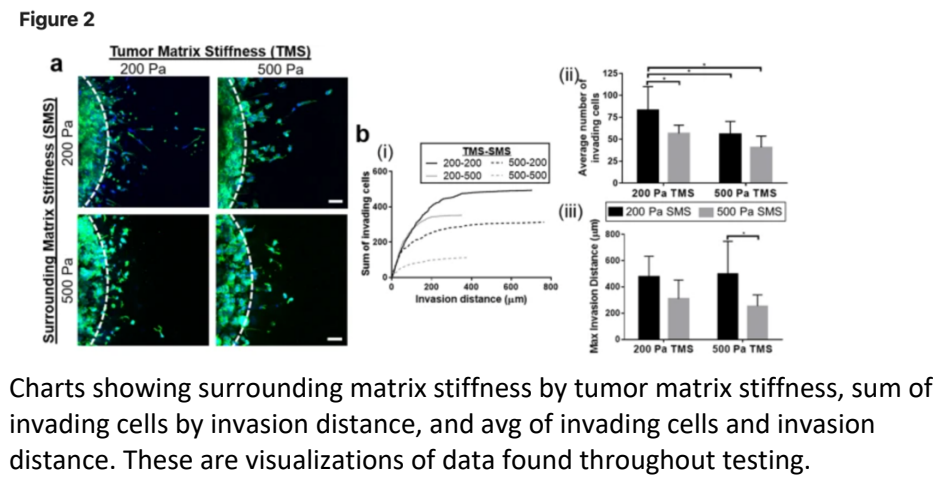 Figure 2
Tumor Matrix Stiffness (TMS)
a
200 Pa
500 Pa
Surrounding Matrix Stiffness (SMS)
200 Pa
500 Pa
b
(i)
TMS-SMS
200-200
500-200
200-500
500-500
Sum of invading cells
600
400
200
0
0
200
400
600
800
Invasion distance (μm)
(ii)
Average number of
invading cells
125
100
75
50
25
0
*
*
*
200 Pa TMS
500 Pa TMS
200 Pa SMS
500 Pa SMS
(iii)
Max Invasion Distance (μm)
800
600
400
200
0
*
200 Pa TMS
500 Pa TMS
Charts showing surrounding matrix stiffness by tumor matrix stiffness, sum of
invading cells by invasion distance, and avg of invading cells and invasion
distance. These are visualizations of data found throughout testing.